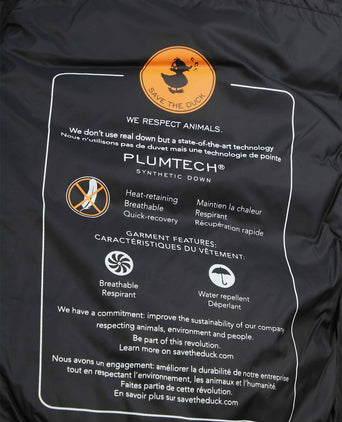 SAVE THE DUCK
WE RESPECT ANIMALS.
We don't use real down but a state-of-the-art technology
Nous n'utilisons pas de duvet mais une technologie de pointe
PLUMTECH®
SYNTHETIC DOWN
Heat-retaining
Breathable
Quick-recovery
Maintien la chaleur
Respirant
Récupération rapide
GARMENT FEATURES:
CARACTÉRISTIQUES DU VÊTEMENT:
Breathable
Respirant
Water repellent
Déperlant
We have a commitment: improve the sustainability of our company
respecting animals, environment and people.
Be part of this revolution.
Learn more on savetheduck.com
Nous avons un engagement: améliorer la durabilité de notre entreprise
tout en respectant l'environnement, les animaux et l'humanité.
Faites partie de cette révolution.
En savoir plus sur savetheduck.com